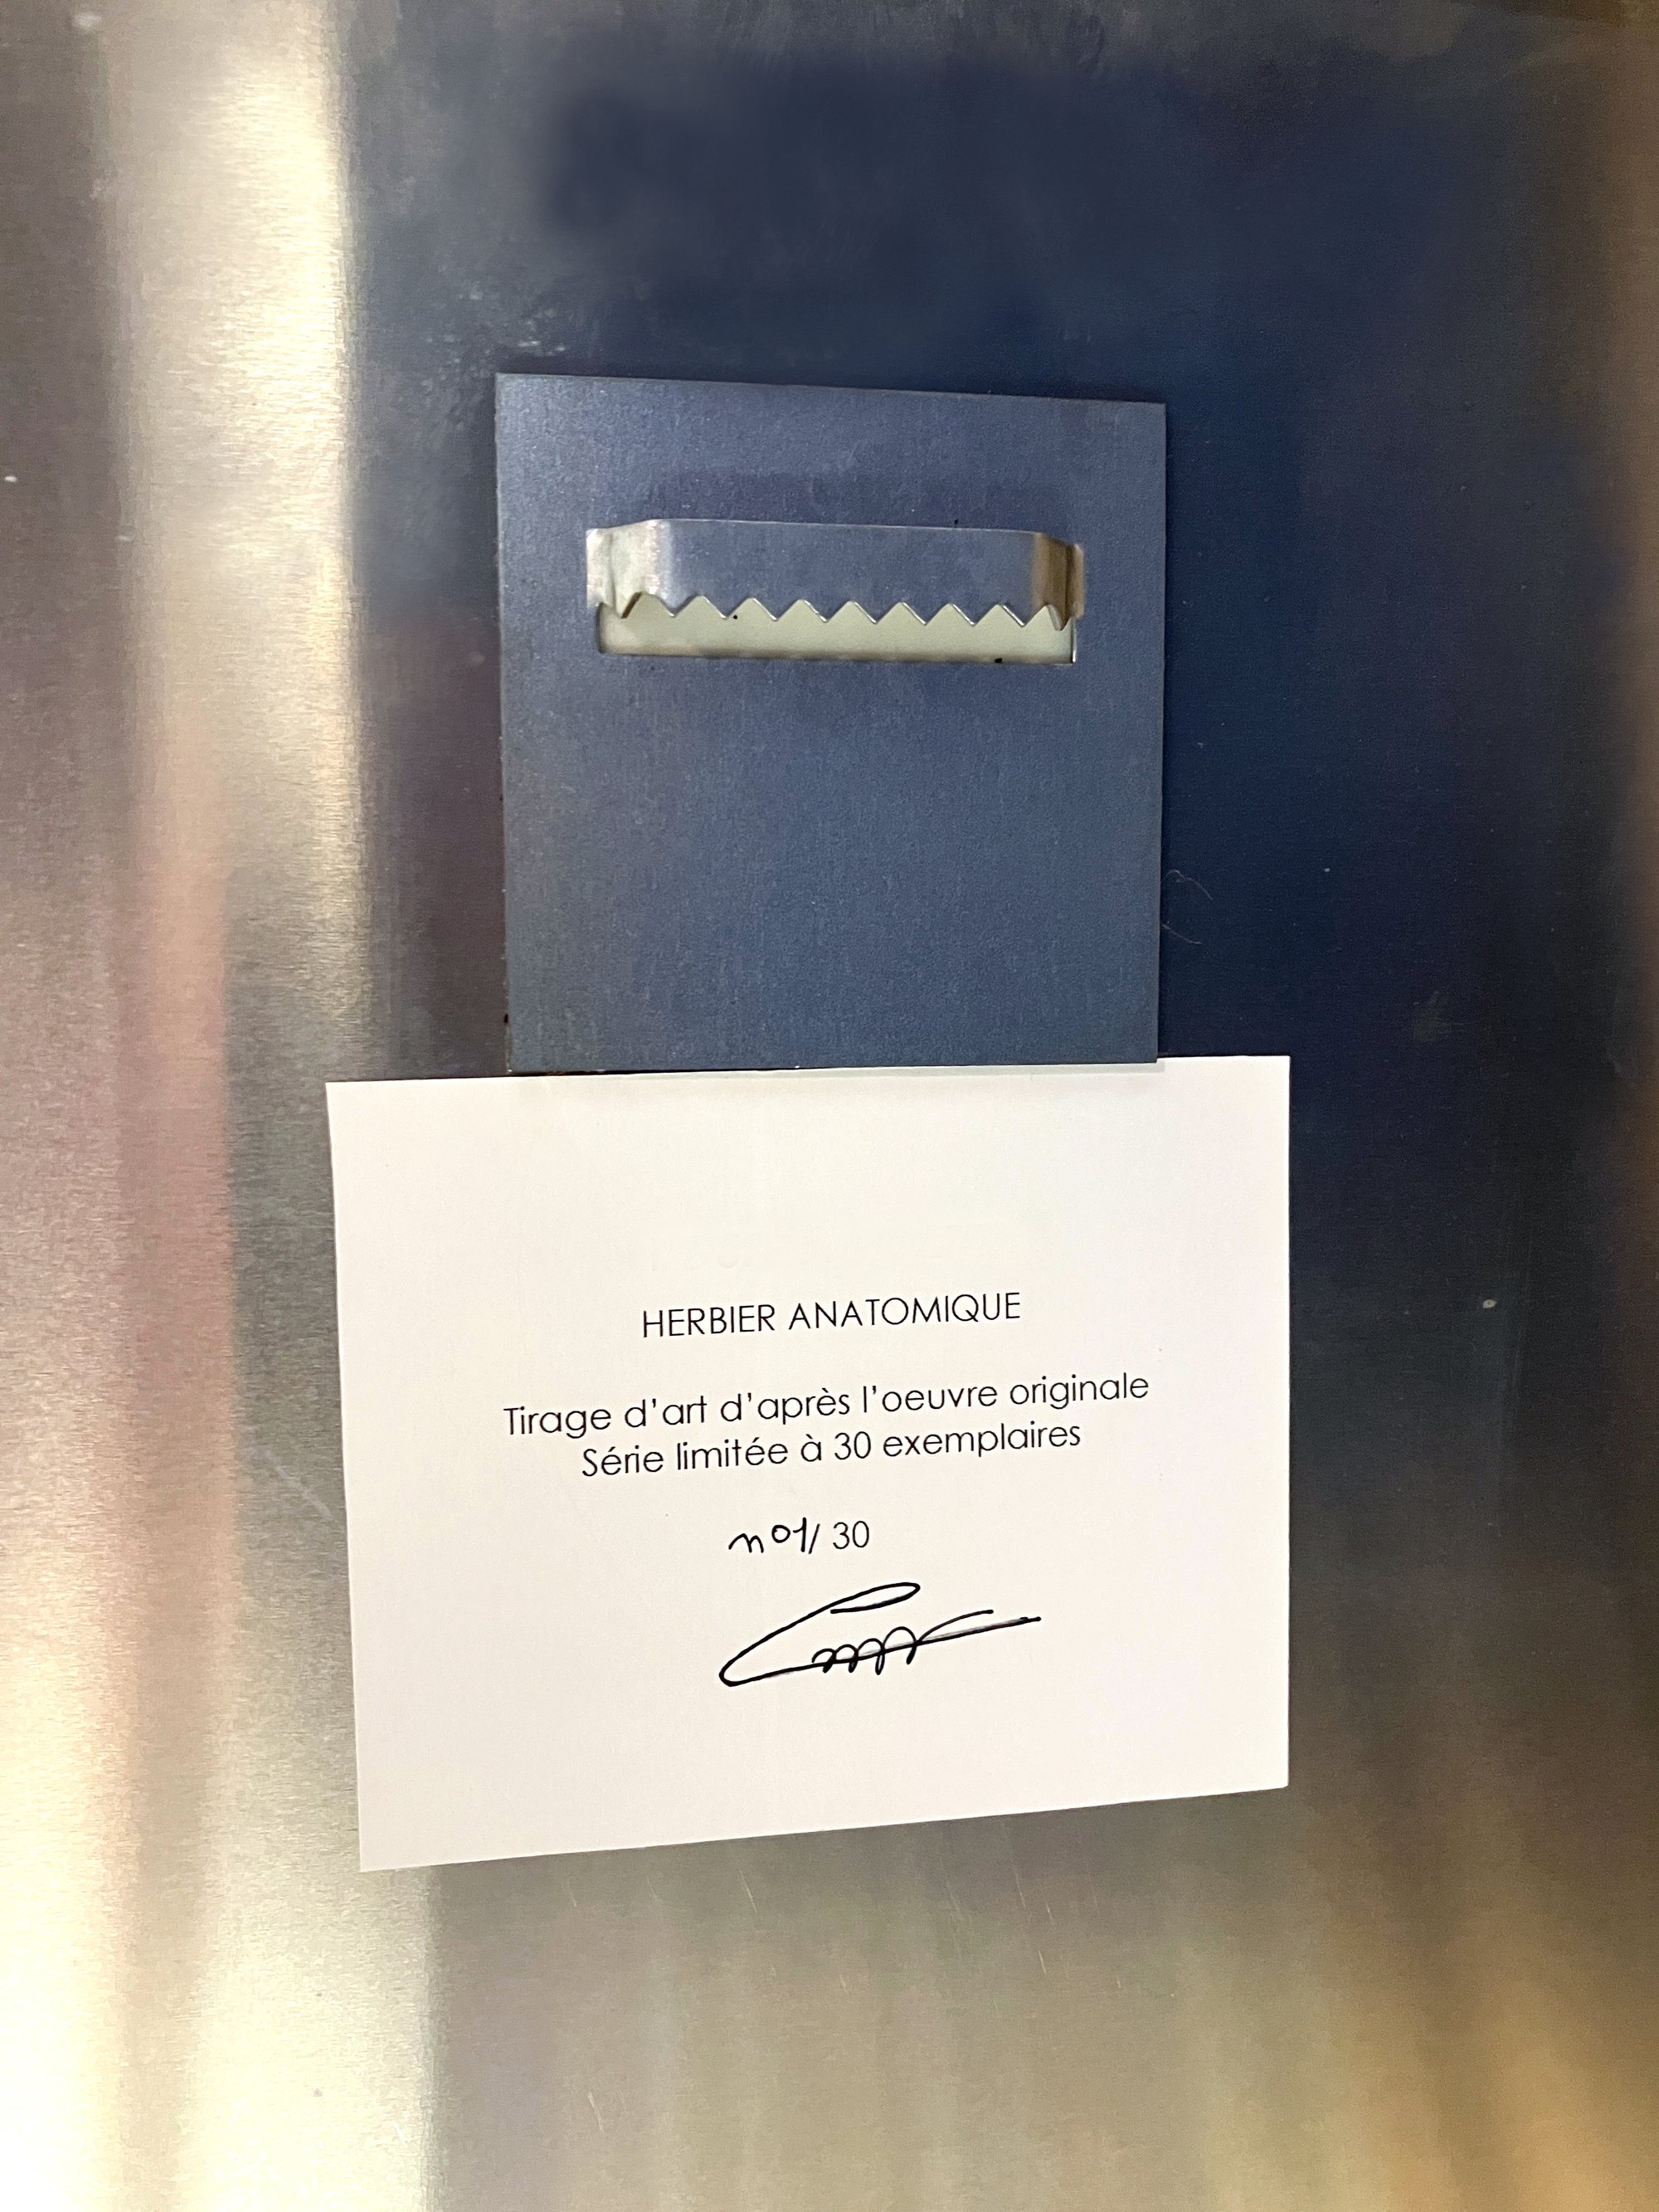 HERBIER ANATOMIQUE
Tirage d'art d'après l'oeuvre originale
Série limitée à 30 exemplaires
n°1/ 30